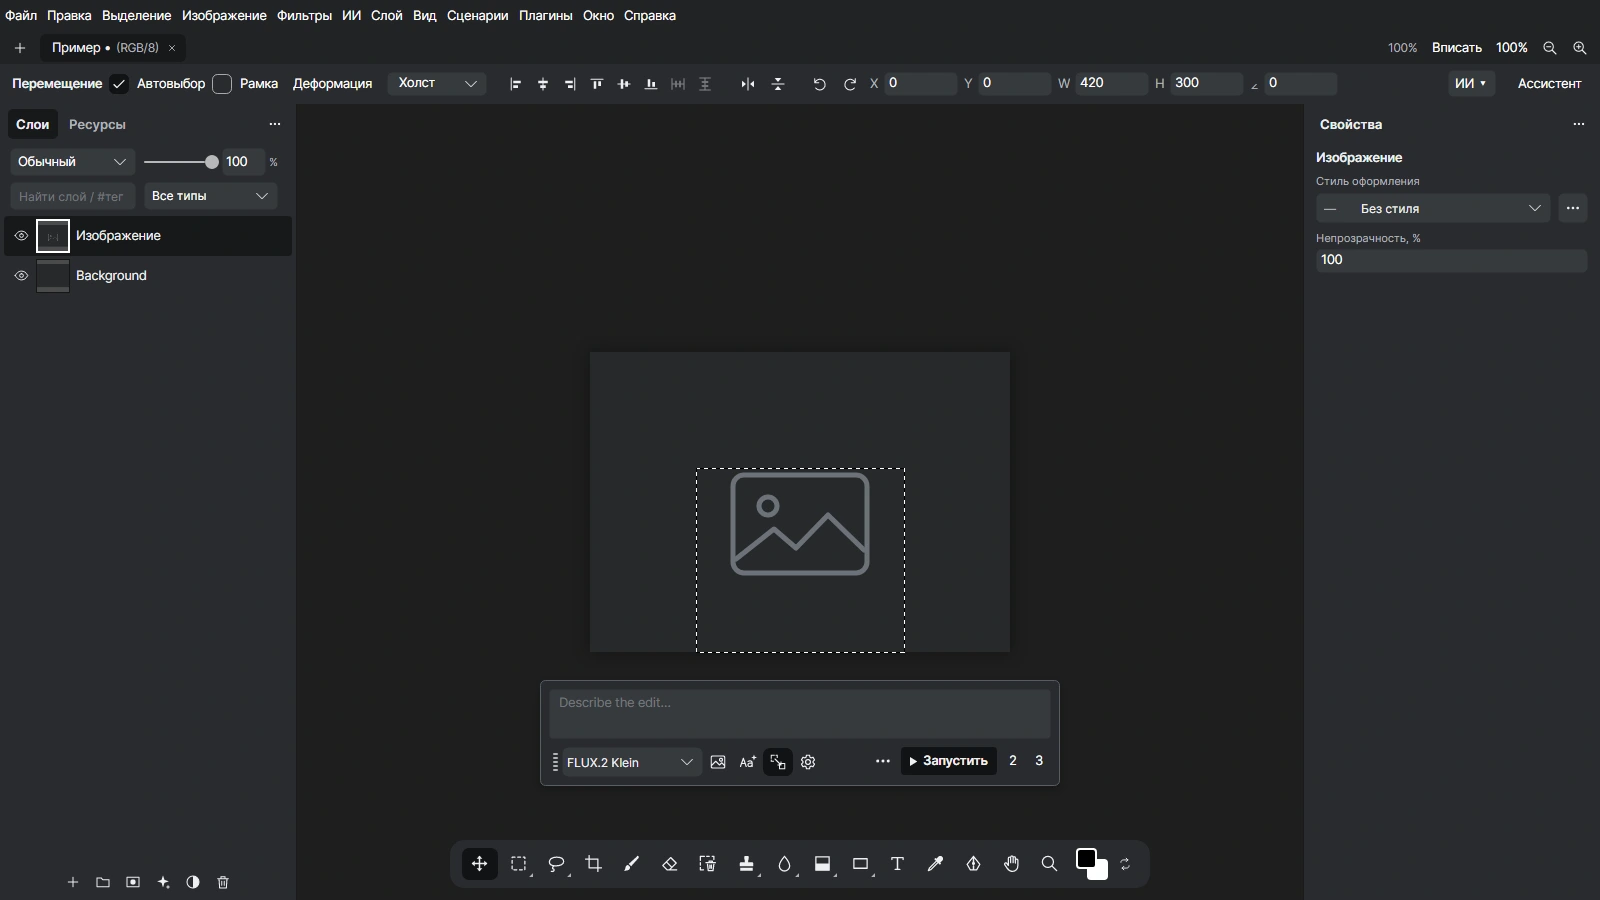 Файл Правка Выделение Изображение Фильтры ИИ Слой Вид Сценарии Плагины Окно Справка
+ Пример • (RGB/8) × 100% Вписать 100%
Перемещение Автовыбор Рамка Деформация Холст X 0 Y 0 W 420 H 300 0 ИИ Ассистент
Слои Ресурсы
Обычный 100 %
Найти слой / #тег Все типы
Изображение
Background
Свойства
Изображение
Стиль оформления
— Без стиля
Непрозрачность, %
100
Describe the edit...
FLUX.2 Klein Aa+ Запустить 2 3
T